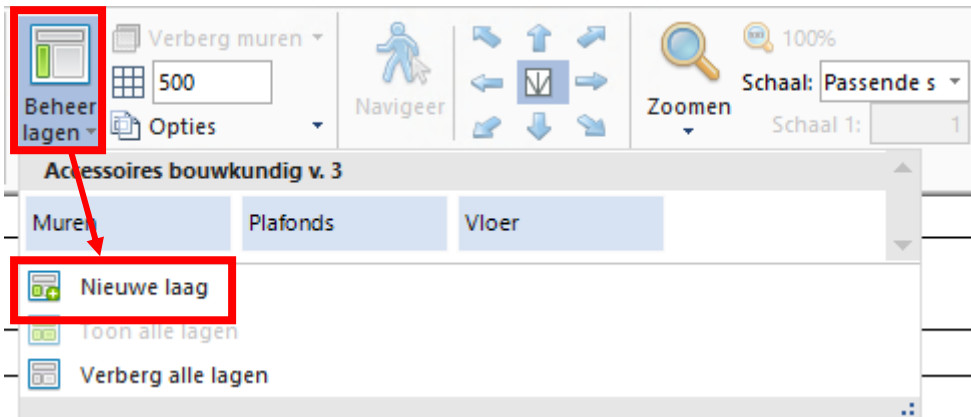 Beheer
lagen
Verberg muren
500
Opties
Navigeer
Zoomen
100%
Schaal: Passende s
Schaal 1: 1
Accessoires bouwkundig v. 3
Muren Plafonds Vloer
Nieuwe laag
Toon alle lagen
Verberg alle lagen